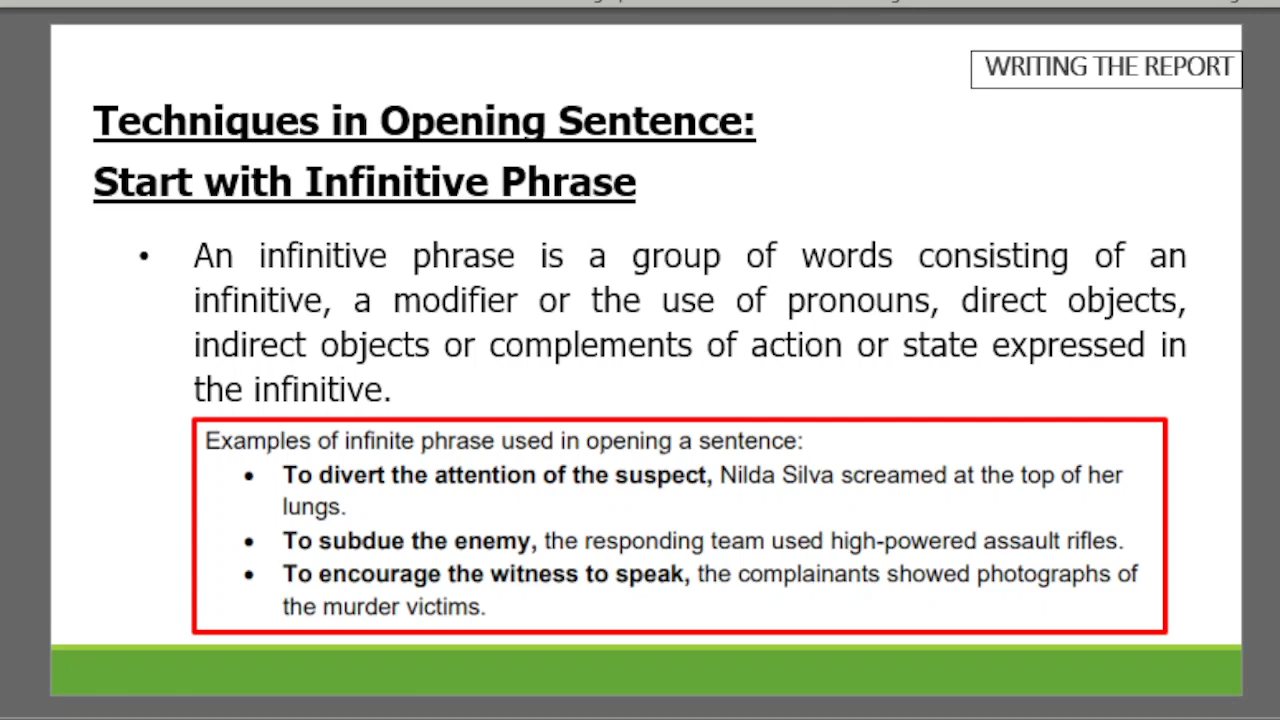 WRITING THE REPORT
Techniques in Opening Sentence:
Start with Infinitive Phrase
• An infinitive phrase is a group of words consisting of an
infinitive, a modifier or the use of pronouns, direct objects,
indirect objects or complements of action or state expressed in
the infinitive.
Examples of infinite phrase used in opening a sentence:
• To divert the attention of the suspect, Nilda Silva screamed at the top of her
lungs.
• To subdue the enemy, the responding team used high-powered assault rifles.
• To encourage the witness to speak, the complainants showed photographs of
the murder victims.